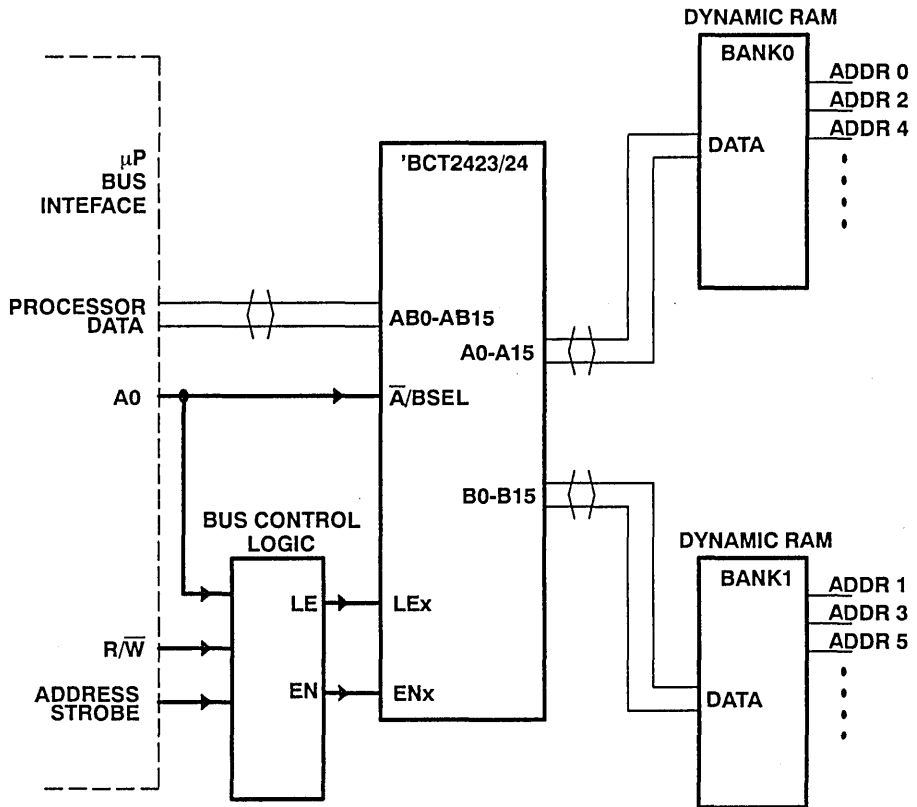 DYNAMIC RAM
BANK0
ADDR 0
ADDR 2
ADDR 4
DATA
μP
BUS
INTEFACE
'BCT2423/24
PROCESSOR
DATA
AB0-AB15
A0-A15
A0
A̅/BSEL
B0-B15
BUS CONTROL
LOGIC
DYNAMIC RAM
BANK1
ADDR 1
ADDR 3
ADDR 5
DATA
LE
LEx
R/W̅
EN
ENx
ADDRESS
STROBE